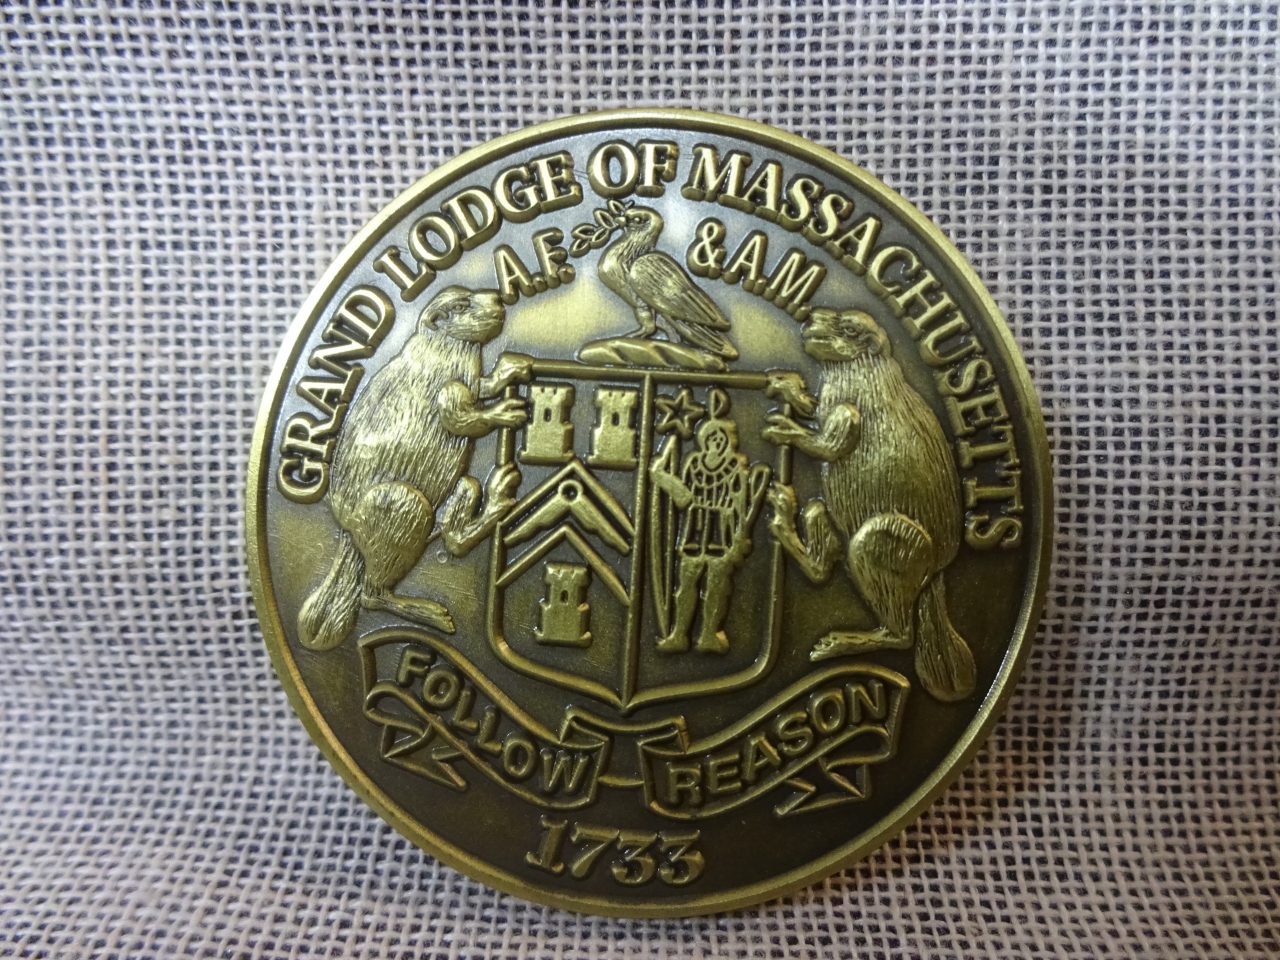 GRAND LODGE OF MASSACHUSETTS
A.F. & A.M.
FOLLOW REASON
1733